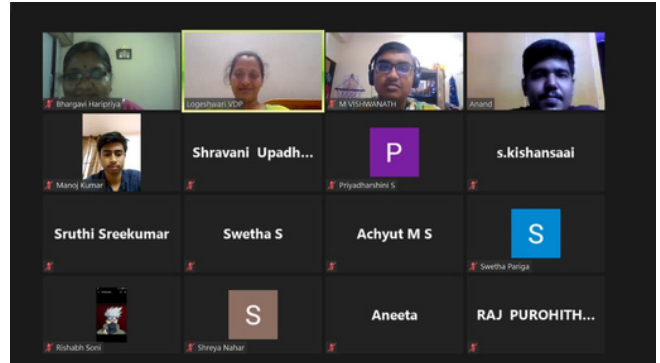 Bhargavi Haripriya
Logeshwari VDP
M VISHWANATH
Anand
Manoj Kumar
Shravani Upadh...
P
Priyadharshini S
s.kishansaai
Sruthi Sreekumar
Swetha S
Achyut M S
S
Swetha Pariga
Rishabh Soni
S
Shreya Nahar
Aneeta
RAJ PUROHITH...